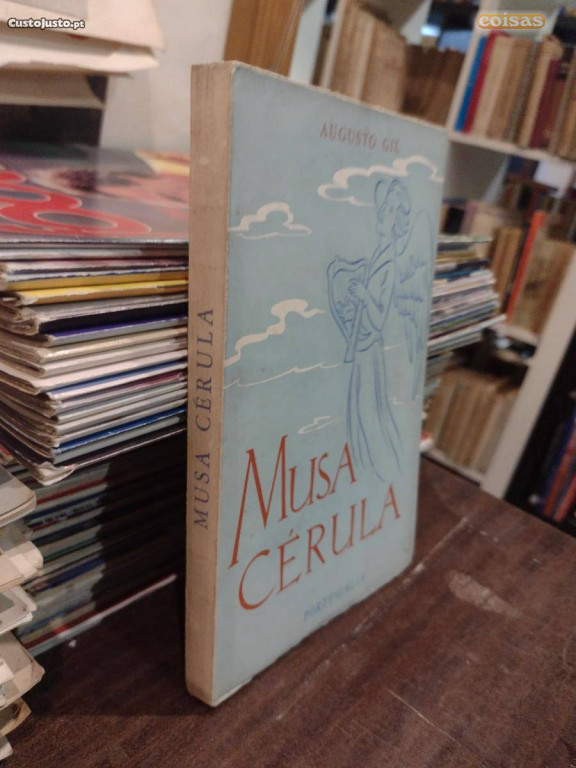 CustoJusto.pt
coisas
AUGUSTO GIL
MUSA CÉRULA
MUSA
CÉRULA
PORTUGÁLIA